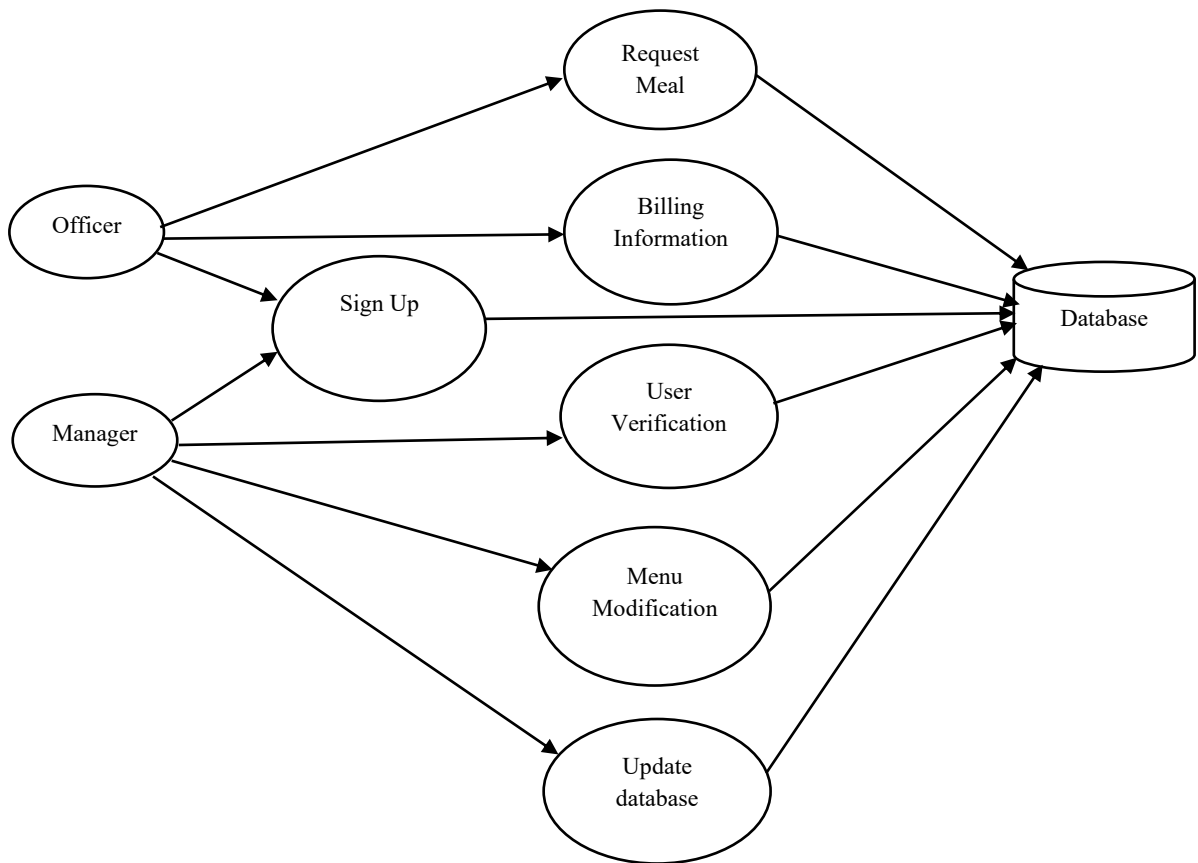 Request
Meal
Officer
Billing
Information
Sign Up
Database
User
Verification
Manager
Menu
Modification
Update
database